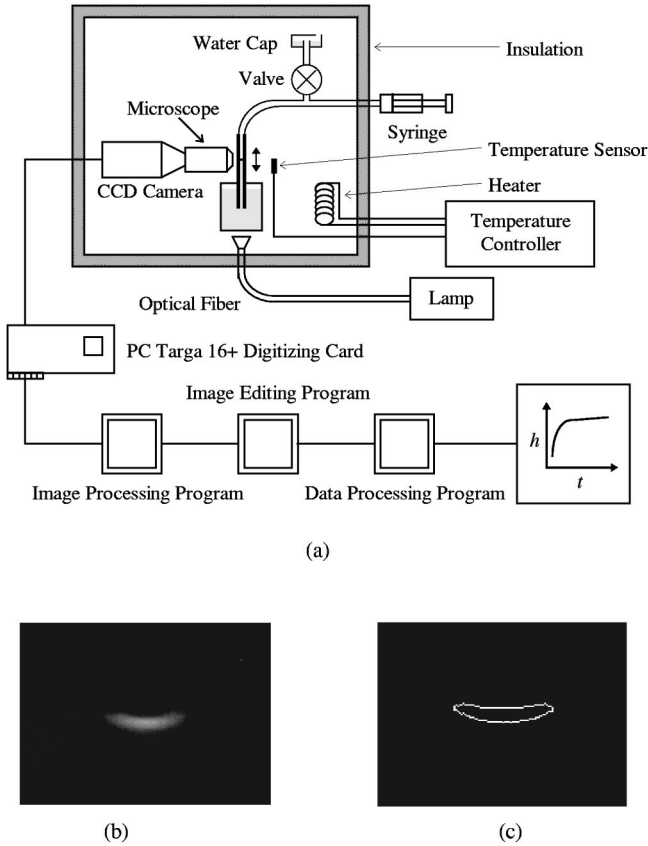 Water Cap
Insulation
Valve
Microscope
Syringe
Temperature Sensor
CCD Camera
Heater
Temperature
Controller
Optical Fiber
Lamp
PC Targa 16+ Digitizing Card
Image Editing Program
h
t
Image Processing Program
Data Processing Program
(a)
(b)
(c)